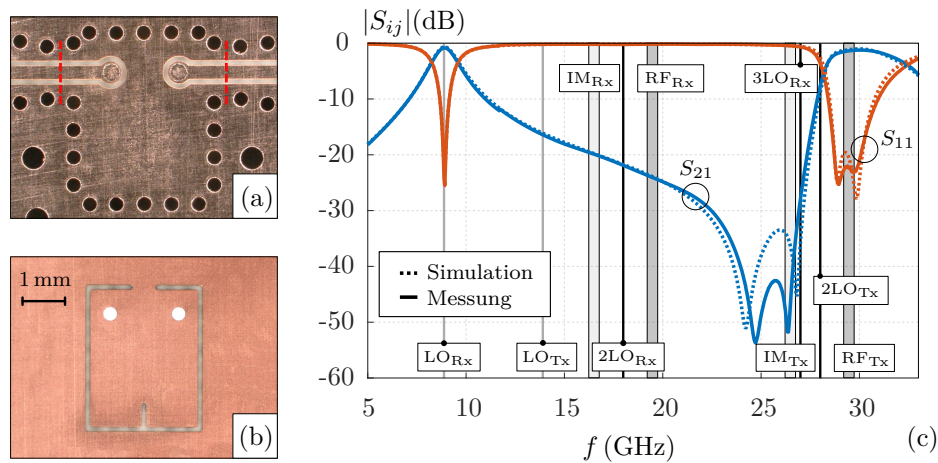 (a)
1 mm
(b)
|S_ij|(dB)
0
-10
-20
-30
-40
-50
-60
IM_Rx
RF_Rx
3LO_Rx
S_21
S_11
Simulation
Messung
2LO_Tx
LO_Rx
LO_Tx
2LO_Rx
IM_Tx
RF_Tx
5
10
15
20
25
30
f (GHz)
(c)